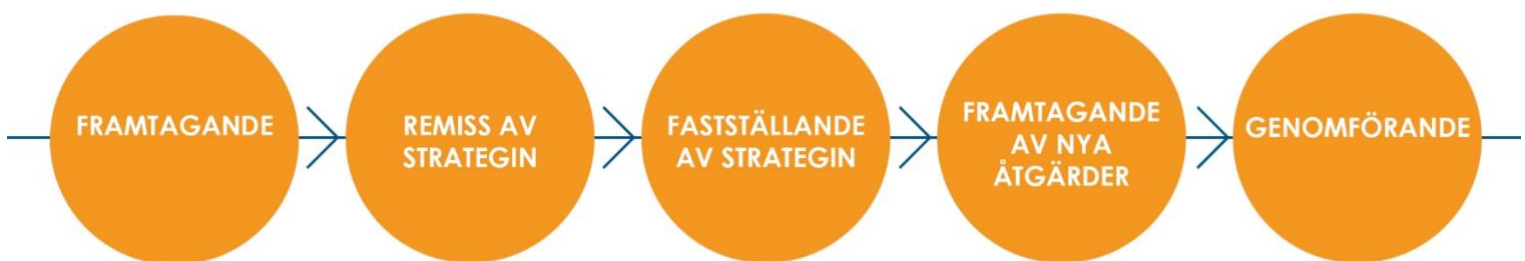 FRAMTAGANDE
REMISS AV
STRATEGIN
FASTSTÄLLANDE
AV STRATEGIN
FRAMTAGANDE
AV NYA
ÅTGÄRDER
GENOMFÖRANDE